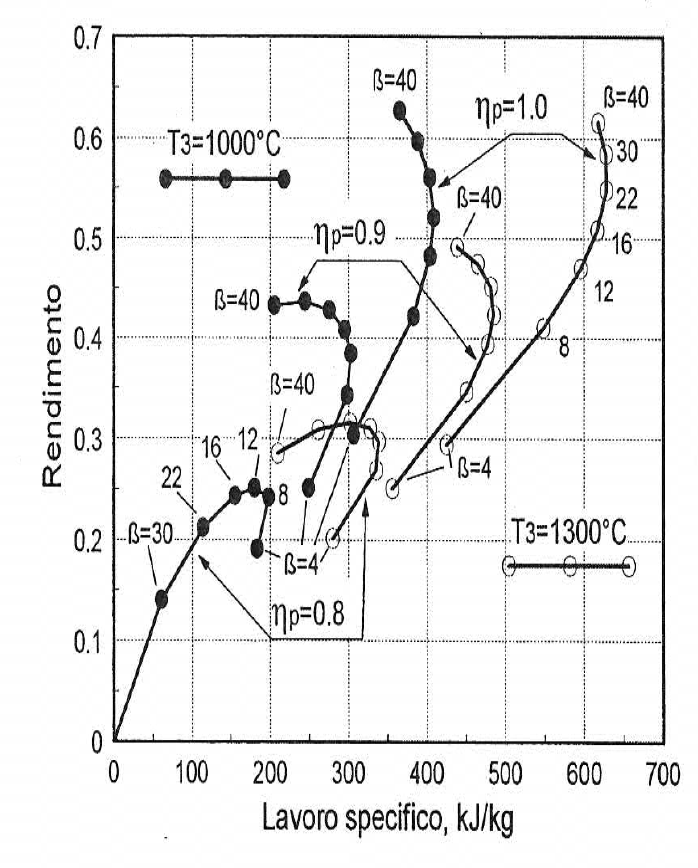 0.7
ß=40
ß=40
ηp=1.0
0.6
T3=1000°C
30
ß=40
22
0.5
ηp=0.9
16
Rendimento
ß=40
12
0.4
8
ß=40
0.3
16
12
ß=4
22
8
ß=30
T3=1300°C
0,2
ß=4
ηp=0.8
0.1
0
0
100
200
300
400
500
600
700
Lavoro specifico, kJ/kg